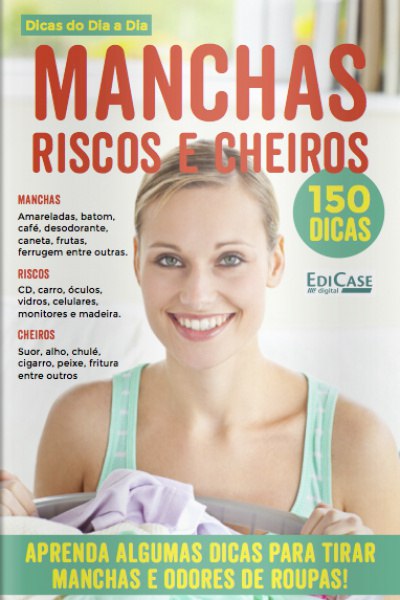 Dicas do Dia a Dia
MANCHAS
RISCOS E CHEIROS
150
DICAS
MANCHAS
Amareladas, batom,
café, desodorante,
caneta, frutas,
ferrugem entre outras.
RISCOS
CD, carro, óculos,
vidros, celulares,
monitores e madeira.
CHEIROS
Suor, alho, chulé,
cigarro, peixe, fritura
entre outros
EDICASE
digital
APRENDA ALGUMAS DICAS PARA TIRAR
MANCHAS E ODORES DE ROUPAS!